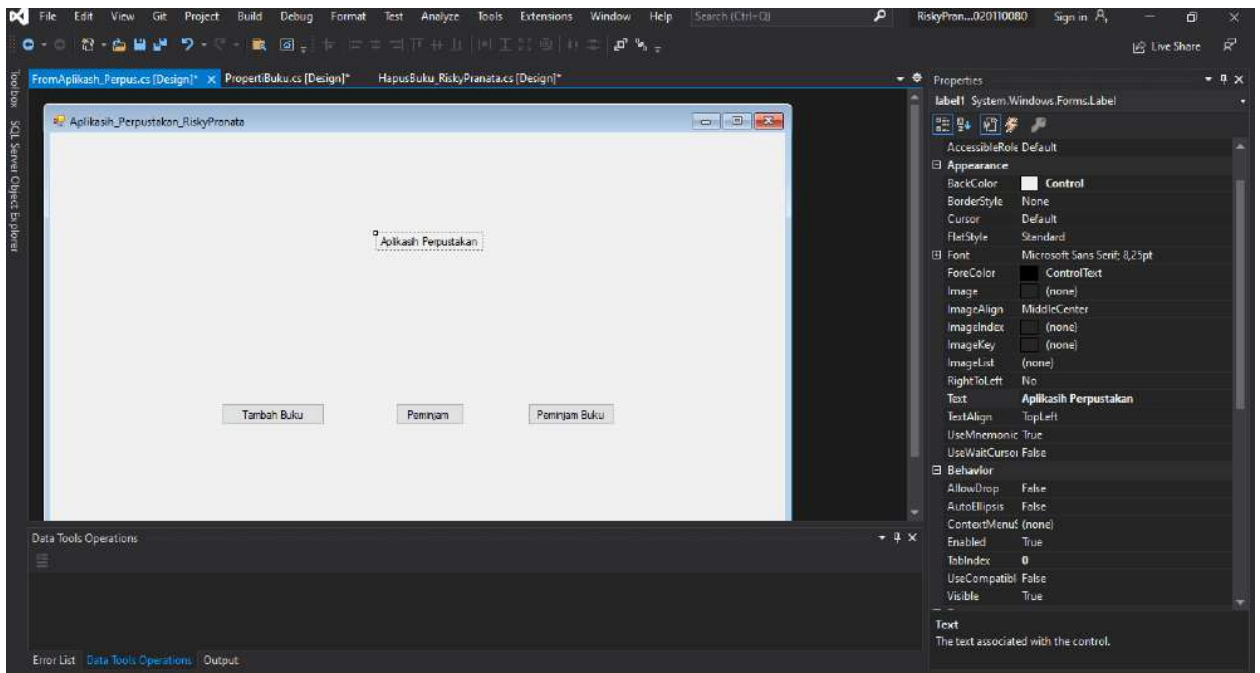 File Edit View Git Project Build Debug Format Test Analyze Tools Extensions Window Help Search (Ctrl+Q) RiskyPran...020110080 Sign in
Live Share
Toolbox
SQL Server Object Explorer
FromAplikash_Perpus.cs [Design]* PropertiBuku.cs [Design]* HapusBuku_RiskyPranata.cs [Design]*
Aplikasih_Perpustakan_RiskyPronata
Aplikasih Perpustakan
Tambah Buku Peminjam Peminjam Buku
Data Tools Operations
Error List Data Tools Operations Output
Properties
label1 System.Windows.Forms.Label
AccessibleRole Default
Appearance
BackColor Control
BorderStyle None
Cursor Default
FlatStyle Standard
Font Microsoft Sans Serif; 8,25pt
ForeColor ControlText
Image (none)
ImageAlign MiddleCenter
ImageIndex (none)
ImageKey (none)
ImageList (none)
RightToLeft No
Text Aplikasih Perpustakan
TextAlign TopLeft
UseMnemonic True
UseWaitCursor False
Behavior
AllowDrop False
AutoEllipsis False
ContextMenuS (none)
Enabled True
TabIndex 0
UseCompatibl False
Visible True
Text
The text associated with the control.